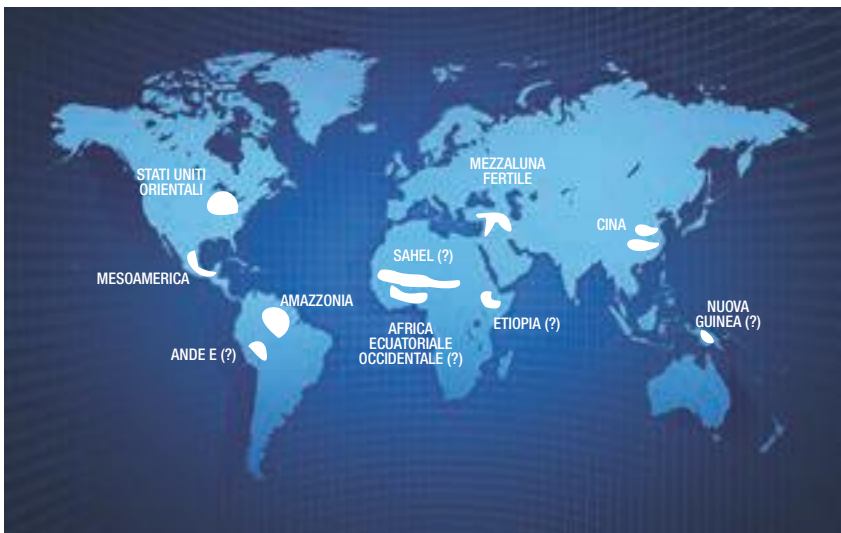 STATI UNITI
ORIENTALI
MEZZALUNA
FERTILE
CINA
SAHEL (?)
MESOAMERICA
AMAZZONIA
NUOVA
GUINEA (?)
ETIOPIA (?)
AFRICA
ECUATORIALE
OCCIDENTALE (?)
ANDE E (?)